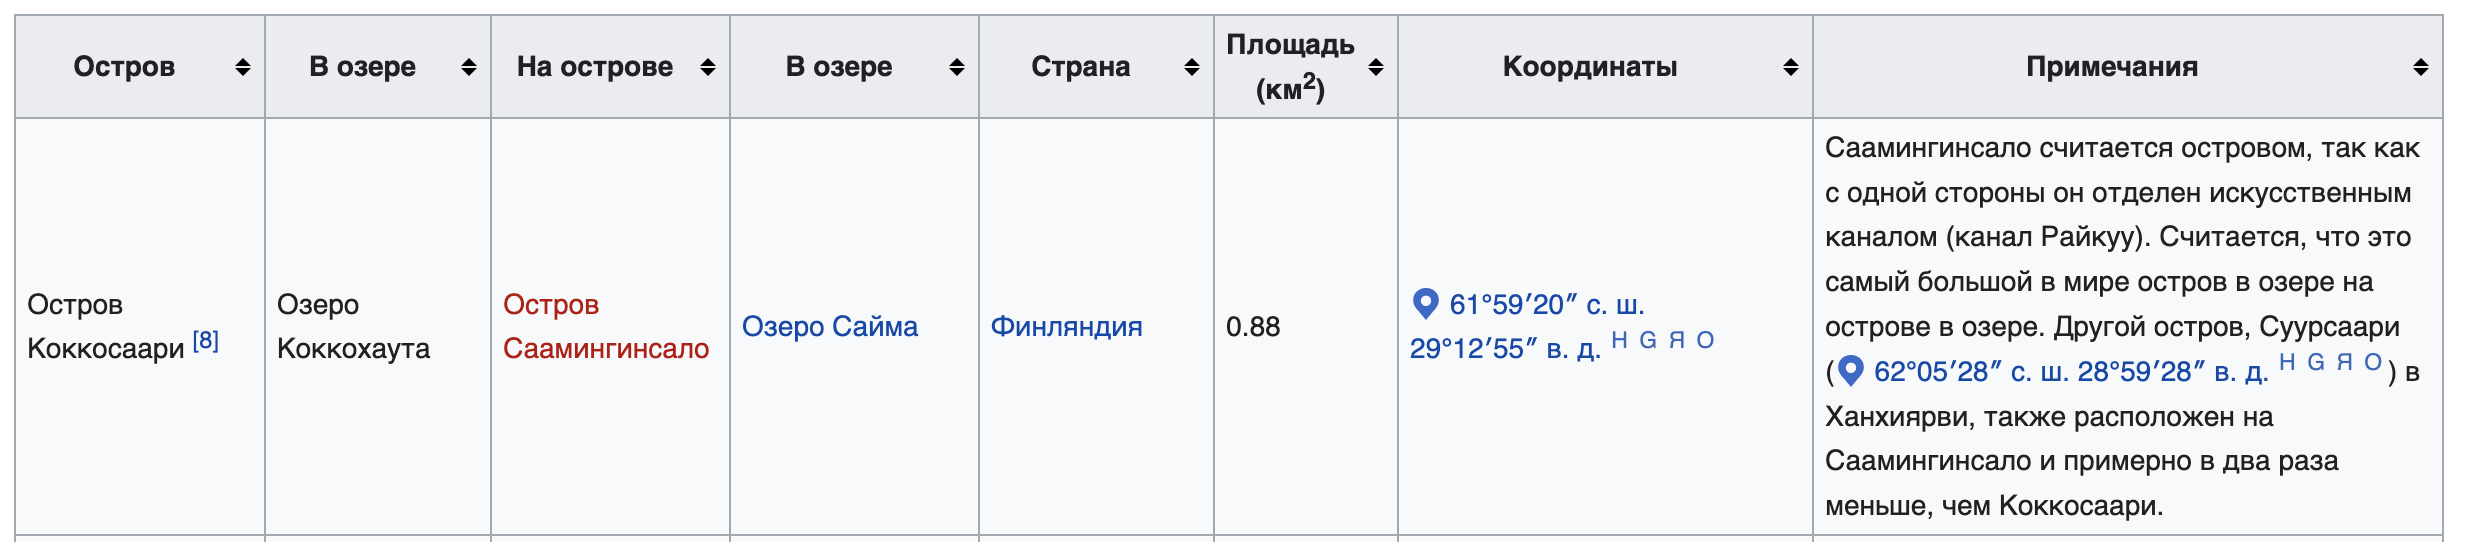 Остров
В озере
На острове
В озере
Страна
Площадь
(км²)
Координаты
Примечания
Остров
Коккосаари [8]
Озеро
Коккохаута
Остров
Саамингинсало
Озеро Сайма
Финляндия
0.88
61°59′20″ с. ш.
29°12′55″ в. д. H G Я O
Саамингинсало считается островом, так как
с одной стороны он отделен искусственным
каналом (канал Райкуу). Считается, что это
самый большой в мире остров в озере на
острове в озере. Другой остров, Суурсаари
( 62°05′28″ с. ш. 28°59′28″ в. д. H G Я O ) в
Ханхиярви, также расположен на
Саамингинсало и примерно в два раза
меньше, чем Коккосаари.